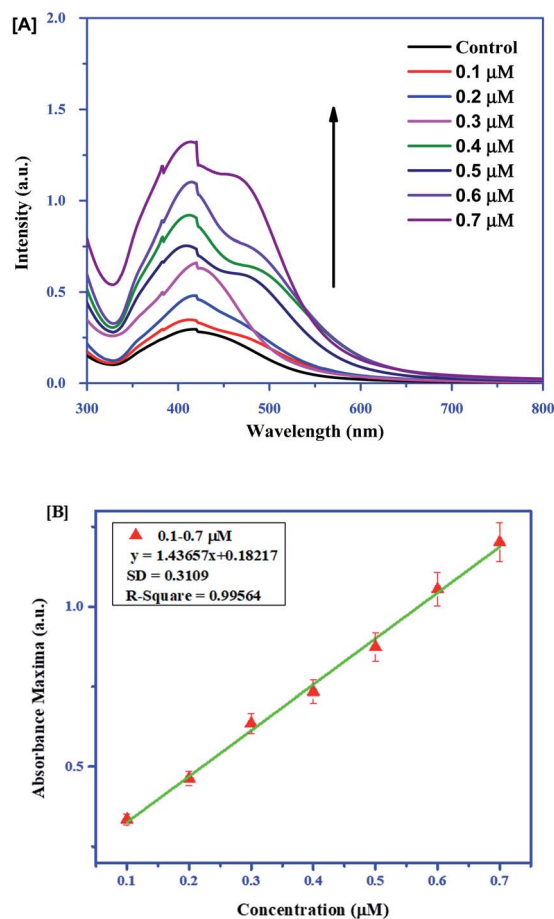 [A]
2.0
1.5
1.0
0.5
0.0
Intensity (a.u.)
300 400 500 600 700 800
Wavelength (nm)
Control
0.1 μM
0.2 μM
0.3 μM
0.4 μM
0.5 μM
0.6 μM
0.7 μM
[B]
0.1-0.7 μM
y = 1.43657x+0.18217
SD = 0.3109
R-Square = 0.99564
1.0
0.5
Absorbance Maxima (a.u.)
0.1 0.2 0.3 0.4 0.5 0.6 0.7
Concentration (μM)